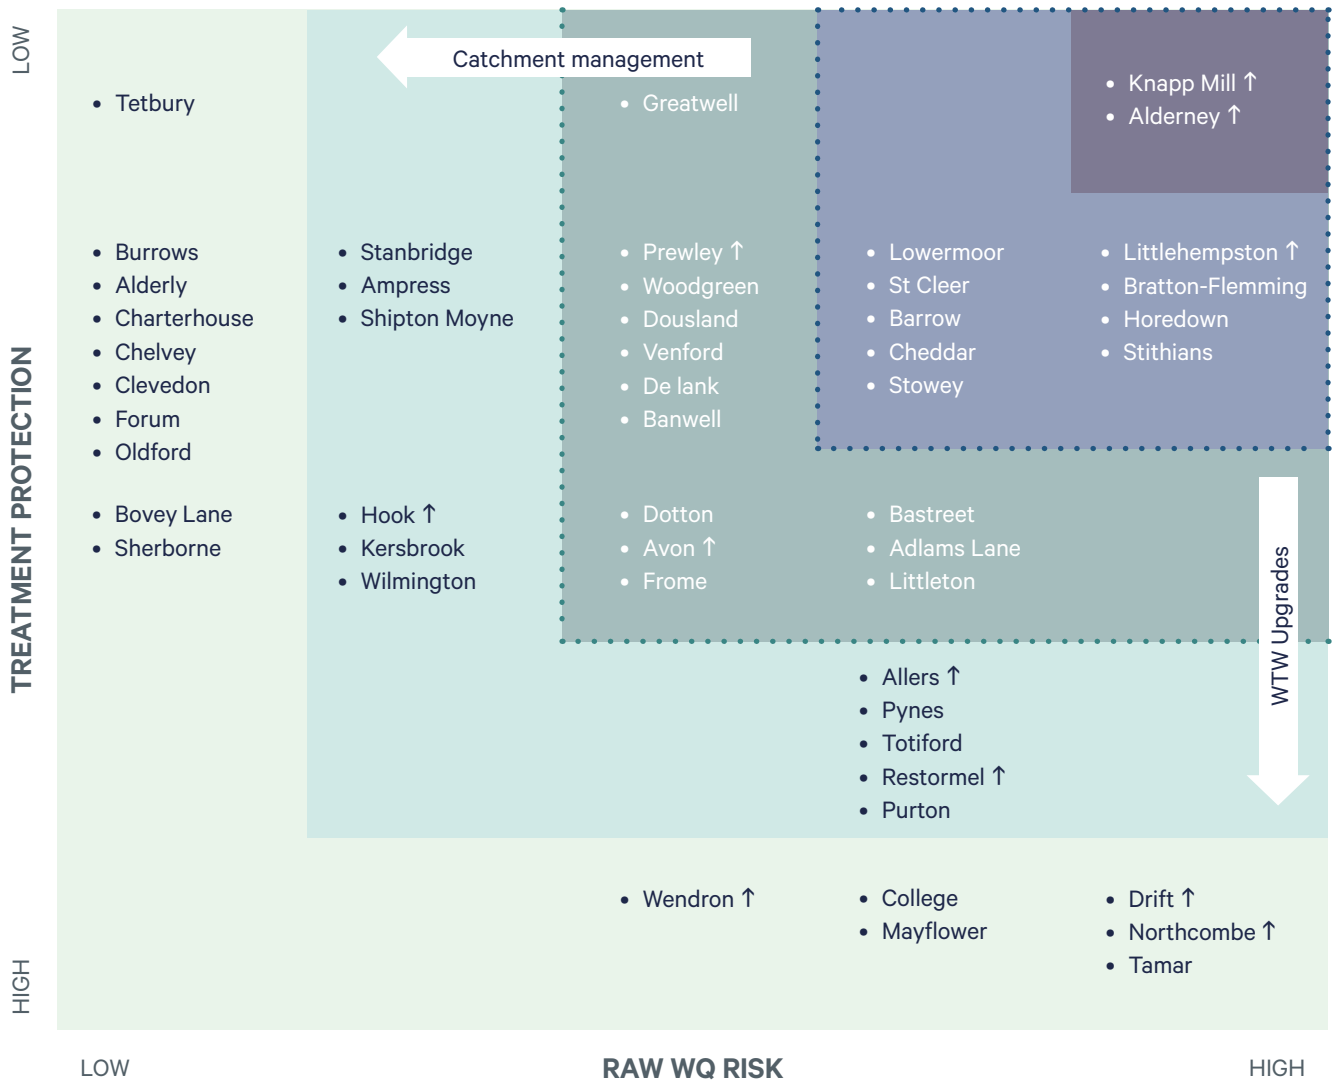 LOW
Catchment management
• Tetbury
• Greatwell
• Knapp Mill ↑
• Alderney ↑
• Burrows
• Alderly
• Charterhouse
• Chelvey
• Clevedon
• Forum
• Oldford
• Stanbridge
• Ampress
• Shipton Moyne
• Prewley ↑
• Woodgreen
• Dousland
• Venford
• De lank
• Banwell
• Lowermoor
• St Cleer
• Barrow
• Cheddar
• Stowey
• Littlehempston ↑
• Bratton-Flemming
• Horedown
• Stithians
TREATMENT PROTECTION
• Bovey Lane
• Sherborne
• Hook ↑
• Kersbrook
• Wilmington
• Dotton
• Avon ↑
• Frome
• Bastreet
• Adlams Lane
• Littleton
WTW Upgrades
• Allers ↑
• Pynes
• Totiford
• Restormel ↑
• Purton
• Wendron ↑
• College
• Mayflower
• Drift ↑
• Northcombe ↑
• Tamar
HIGH
LOW
RAW WQ RISK
HIGH